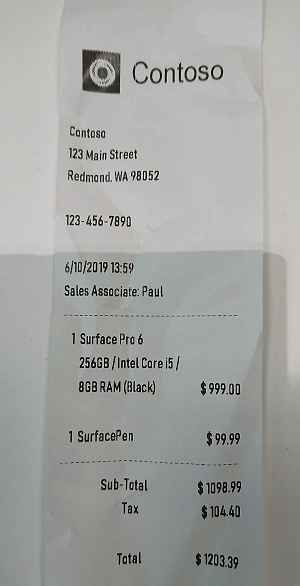 Contoso
Contoso
123 Main Street
Redmond, WA 98052
123-456-7890
6/10/2019 13:59
Sales Associate: Paul
1 Surface Pro 6
256GB / Intel Core i5 /
8GB RAM (Black) $ 999.00
1 SurfacePen $ 99.99
Sub-Total $ 1098.99
Tax $ 104.40
Total $ 1203.39